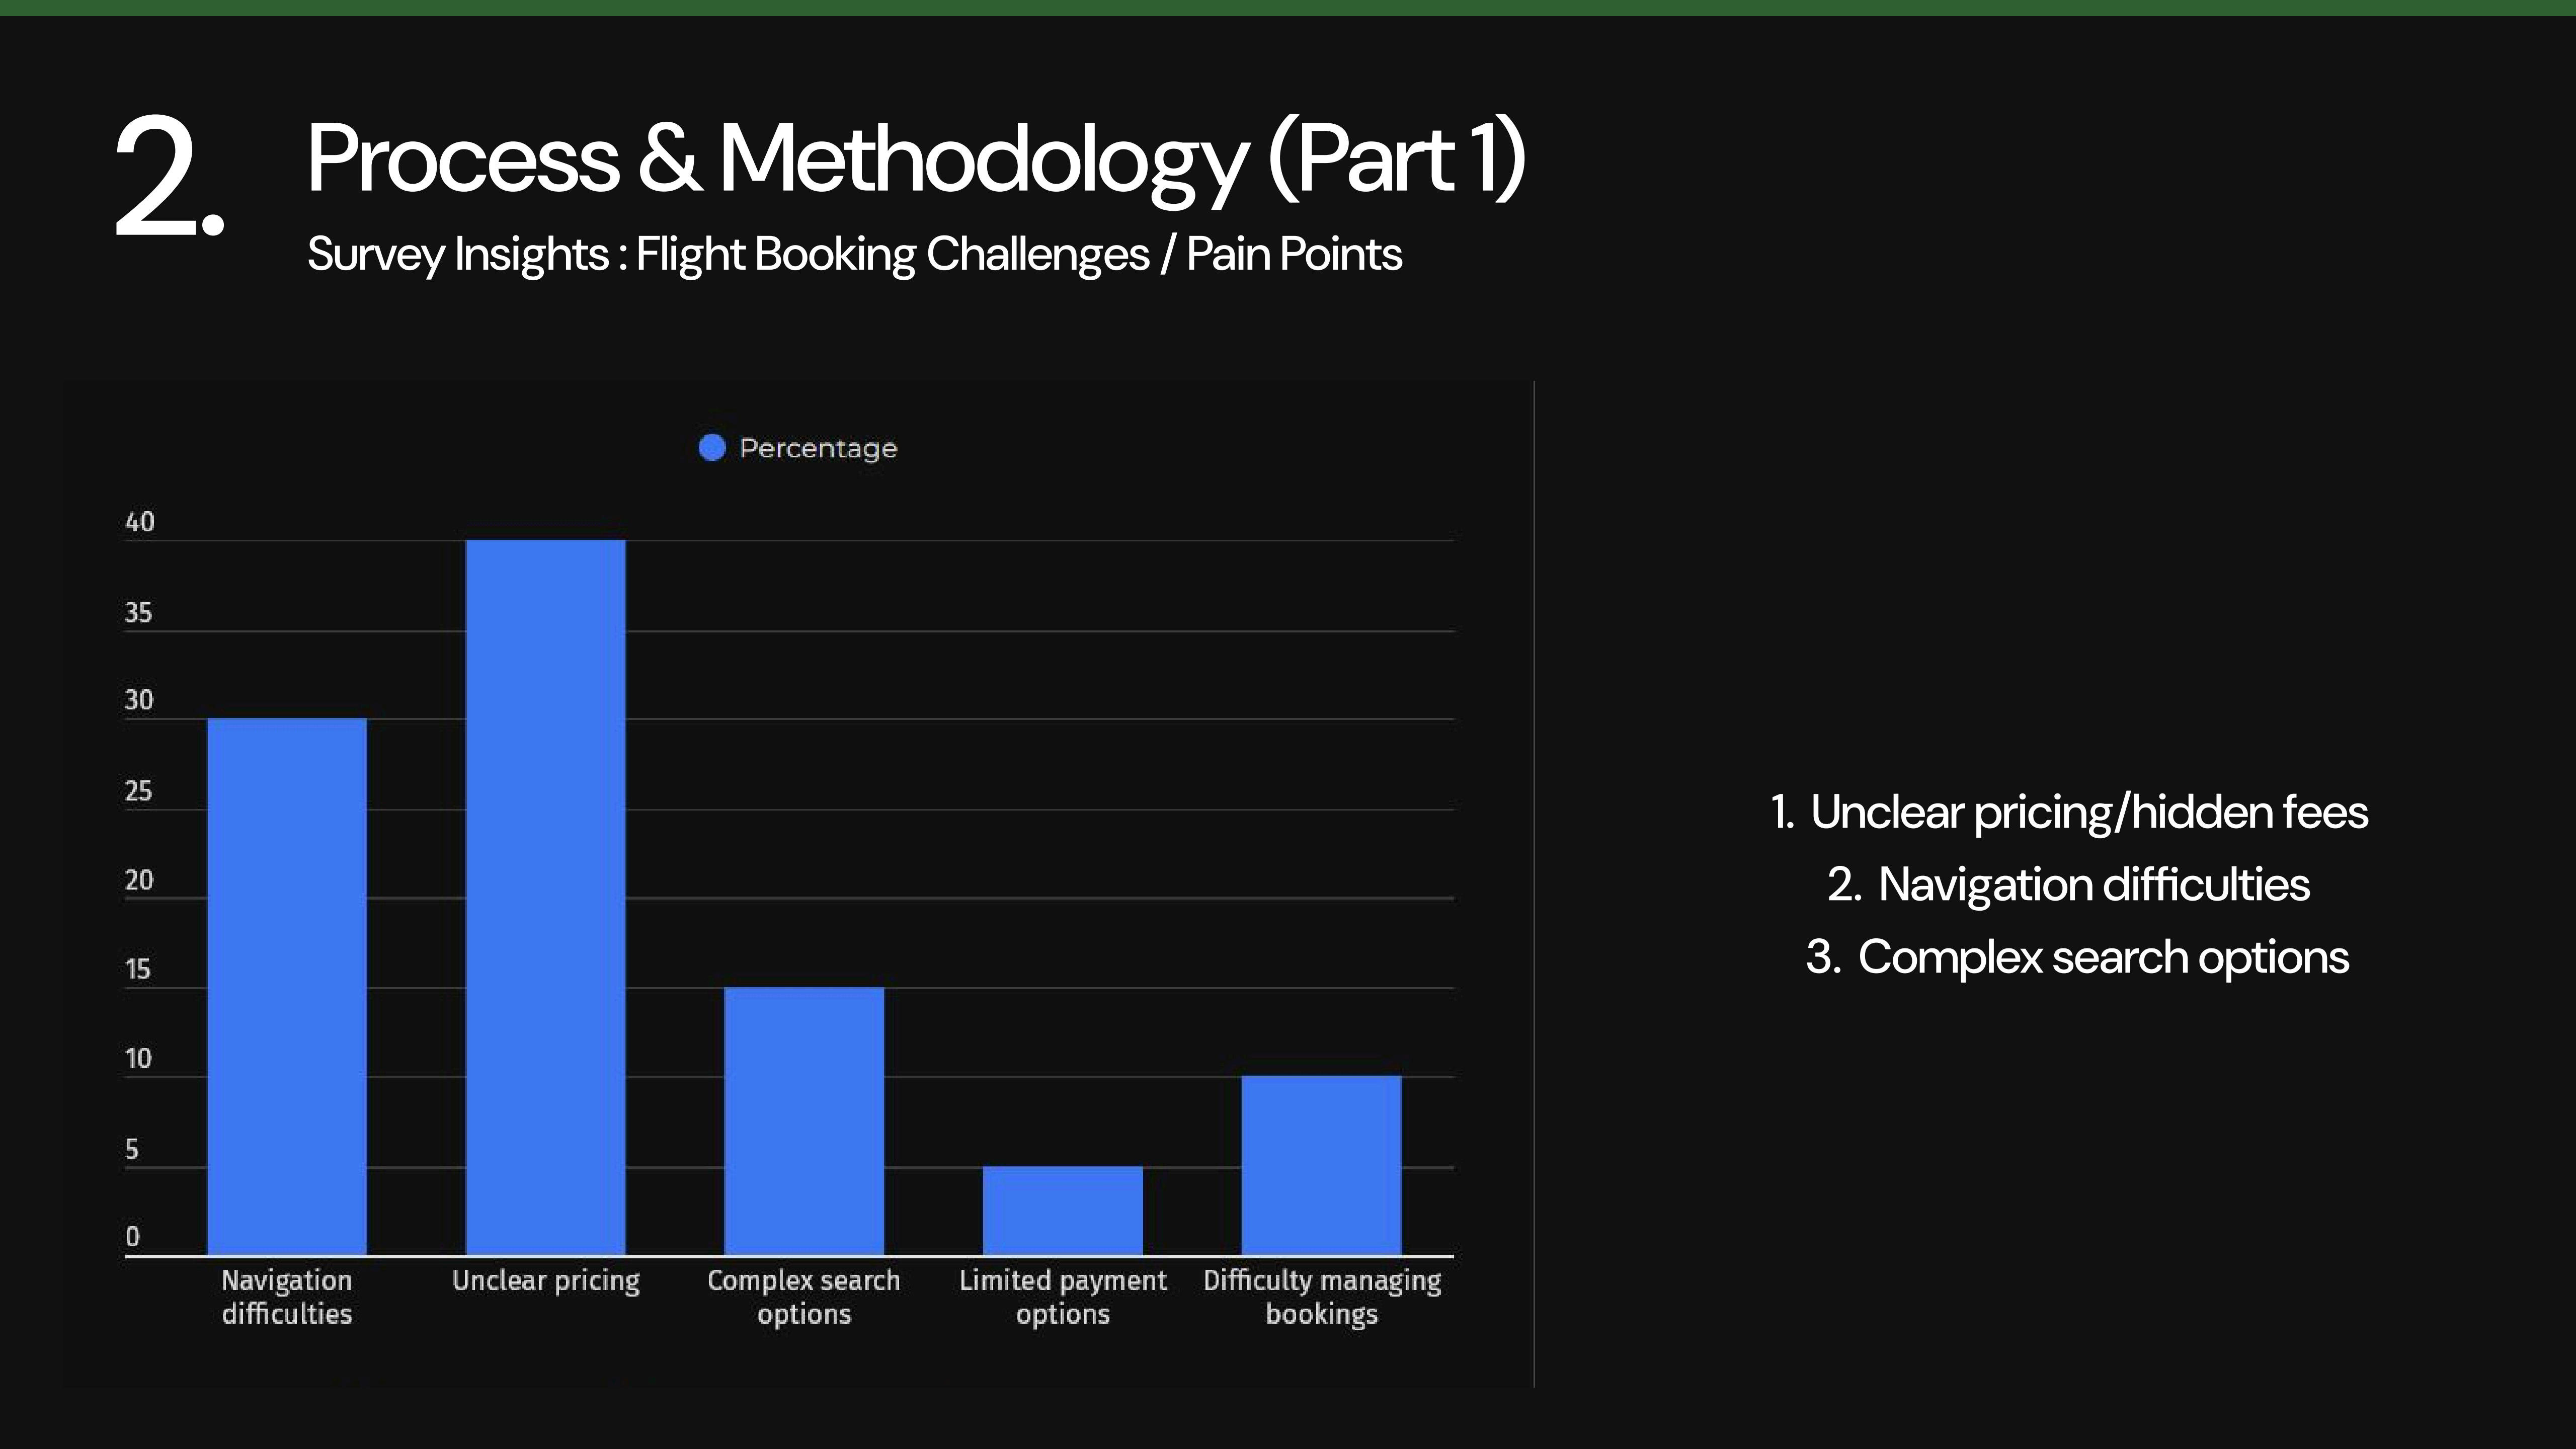 2.
Process & Methodology (Part 1)
Survey Insights : Flight Booking Challenges / Pain Points
Percentage
40
35
30
25
20
15
10
5
0
Navigation
difficulties
Unclear pricing
Complex search
options
Limited payment
options
Difficulty managing
bookings
1. Unclear pricing/hidden fees
2. Navigation difficulties
3. Complex search options